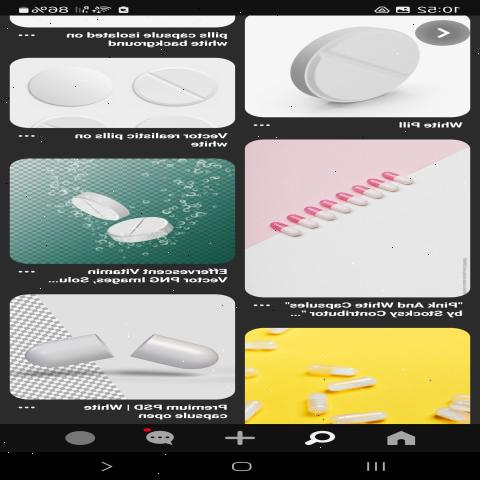 10:52
86%
pills capsule isolated on
white background
White Pill
Vector realistic pills on
white
Effervescent Vitamin
Vector PNG Images, Solu...
"Pink And White Capsules"
by Stocksy Contributor "...
Premium PSD | White
capsule open